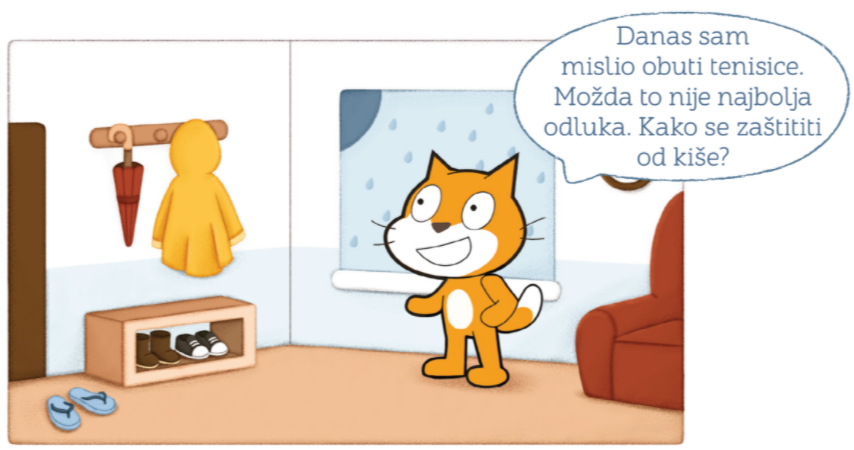 Danas sam
mislio obuti tenisice.
Možda to nije najbolja
odluka. Kako se zaštititi
od kiše?